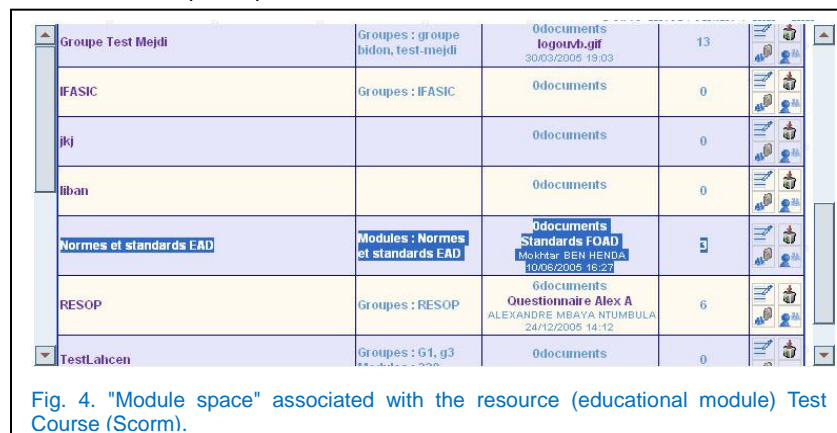 Groupe Test Mejdi
Groupes : groupe
bidon, test-mejdi
0documents
logouvb.gif
30/03/2005 19:03
13
IFASIC
Groupes : IFASIC
0documents
0
jkj
0documents
0
liban
0documents
0
Normes et standards EAD
Modules : Normes
et standards EAD
0documents
Standards FOAD
Mokhtar BEN HENDA
10/06/2005 16:27
3
RESOP
Groupes : RESOP
6documents
Questionnaire Alex A
ALEXANDRE MBAYA NTUMBULA
24/12/2005 14:12
6
TestLahcen
Groupes : G1, g3
0documents
0
Fig. 4. "Module space" associated with the resource (educational module) Test
Course (Scorm).